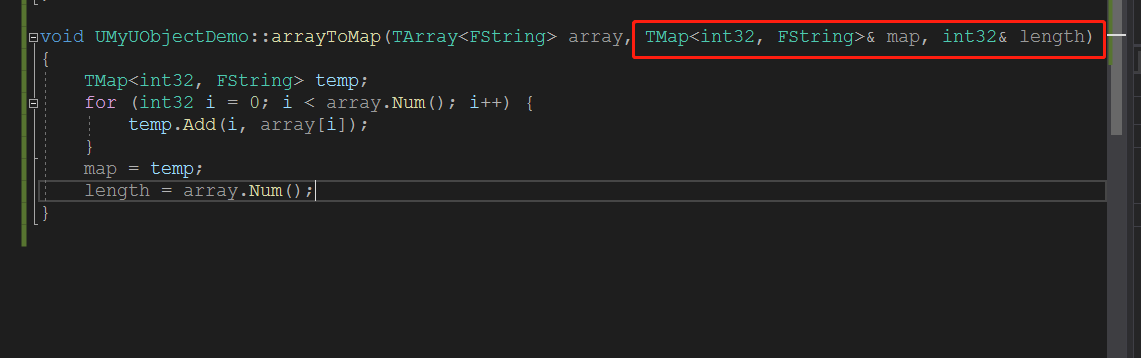 void UMyUObjectDemo::arrayToMap(TArray<FString> array, TMap<int32, FString>& map, int32& length)
{
    TMap<int32, FString> temp;
    for (int32 i = 0; i < array.Num(); i++) {
        temp.Add(i, array[i]);
    }
    map = temp;
    length = array.Num();
}